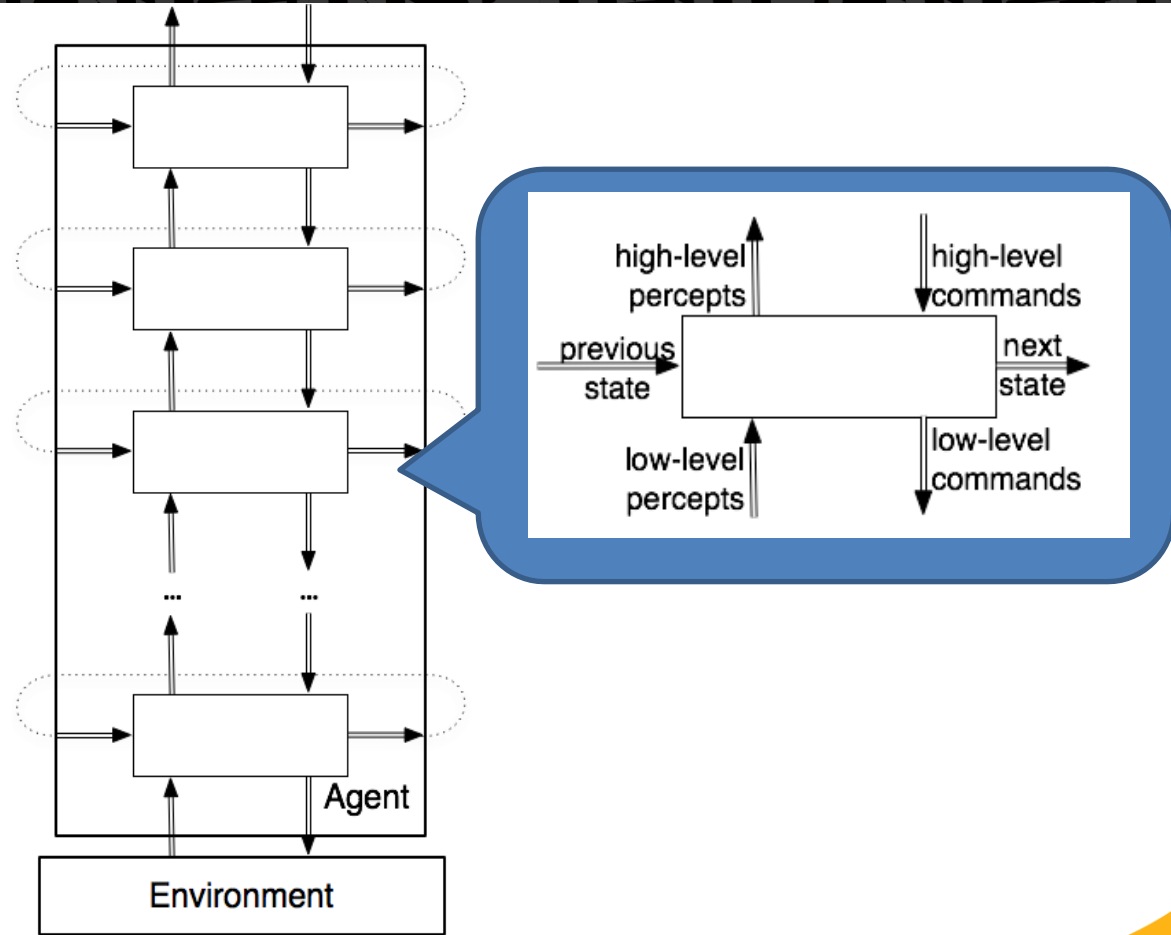 ...
...
Agent
Environment
high-level
percepts
high-level
commands
previous
state
next
state
low-level
percepts
low-level
commands